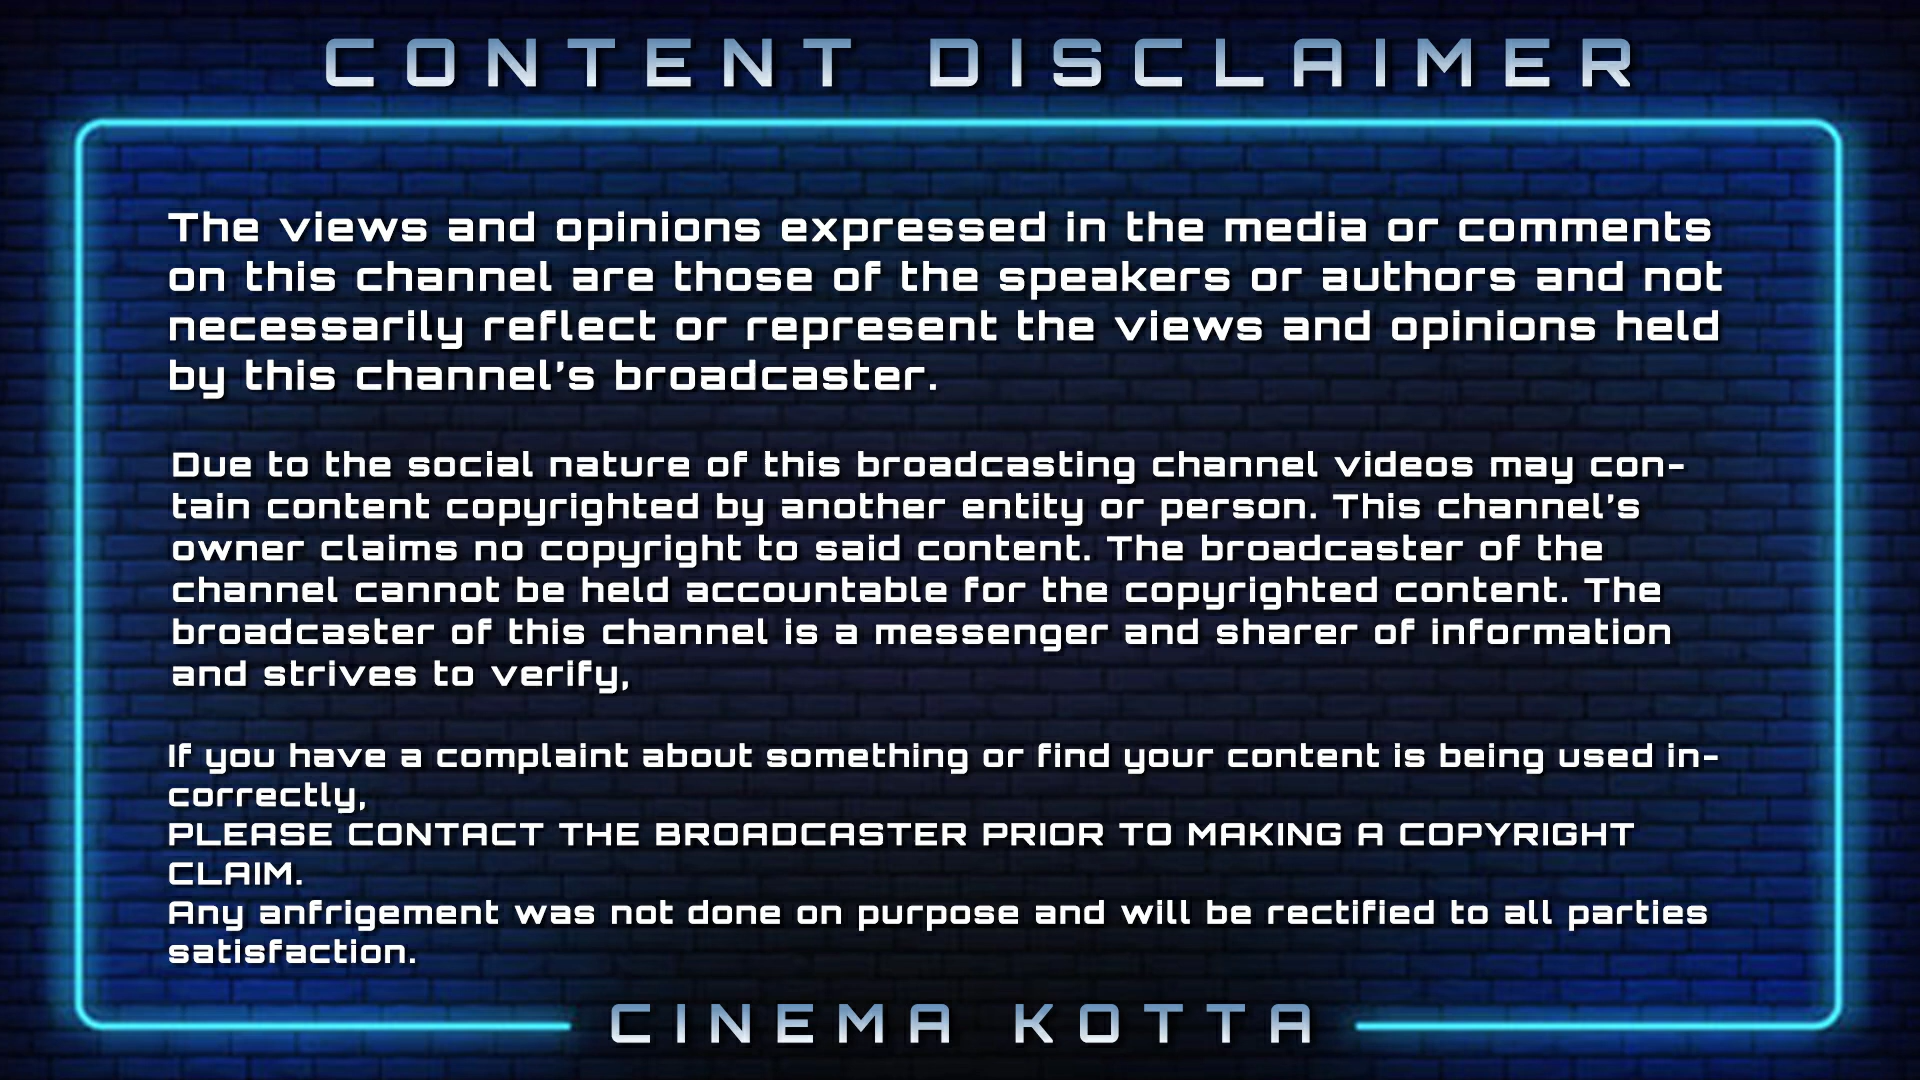 CONTENT DISCLAIMER
The views and opinions expressed in the media or comments
on this channel are those of the speakers or authors and not
necessarily reflect or represent the views and opinions held
by this channel's broadcaster.
Due to the social nature of this broadcasting channel videos may con-
tain content copyrighted by another entity or person. This channel's
owner claims no copyright to said content. The broadcaster of the
channel cannot be held accountable for the copyrighted content. The
broadcaster of this channel is a messenger and sharer of information
and strives to verify,
If you have a complaint about something or find your content is being used in-
correctly,
PLEASE CONTACT THE BROADCASTER PRIOR TO MAKING A COPYRIGHT
CLAIM.
Any anfrigement was not done on purpose and will be rectified to all parties
satisfaction.
CINEMA KOTTA